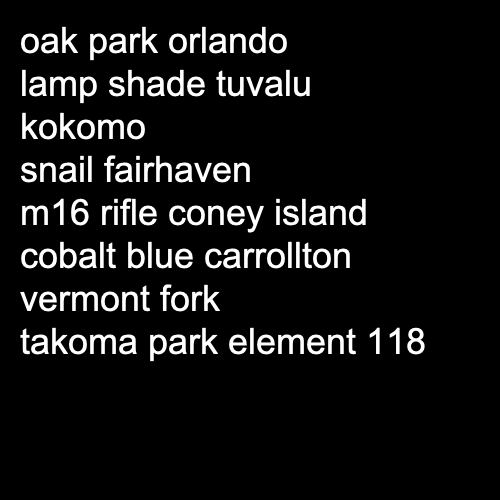 oak park orlando
lamp shade tuvalu
kokomo
snail fairhaven
m16 rifle coney island
cobalt blue carrollton
vermont fork
takoma park element 118